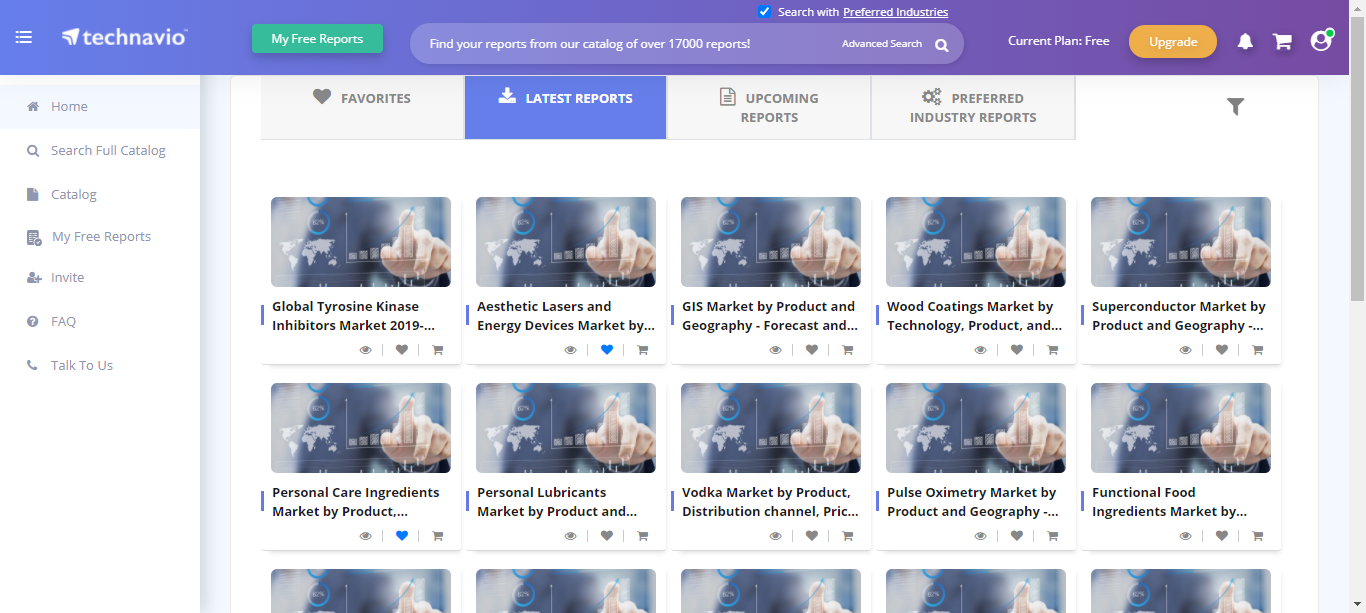 Search with Preferred Industries
technavio
My Free Reports
Find your reports from our catalog of over 17000 reports!
Advanced Search
Current Plan: Free
Upgrade
Home
Search Full Catalog
Catalog
My Free Reports
Invite
FAQ
Talk To Us
FAVORITES
LATEST REPORTS
UPCOMING
REPORTS
PREFERRED
INDUSTRY REPORTS
Global Tyrosine Kinase
Inhibitors Market 2019-...
Aesthetic Lasers and
Energy Devices Market by...
GIS Market by Product and
Geography - Forecast and...
Wood Coatings Market by
Technology, Product, and...
Superconductor Market by
Product and Geography -...
Personal Care Ingredients
Market by Product,...
Personal Lubricants
Market by Product and...
Vodka Market by Product,
Distribution channel, Pric...
Pulse Oximetry Market by
Product and Geography -...
Functional Food
Ingredients Market by...